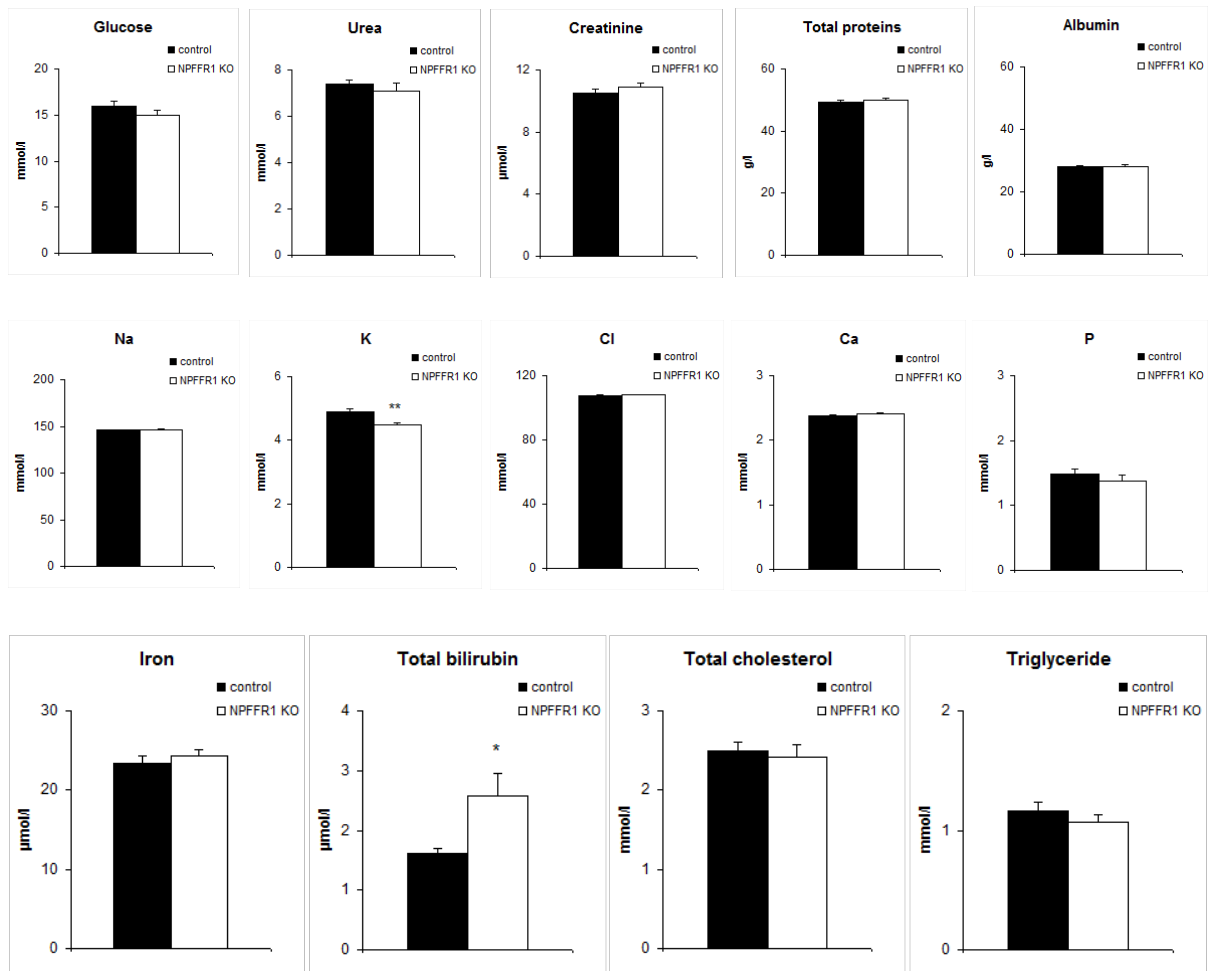 Glucose
control
NPFFR1 KO
20
15
10
5
0
mmol/l
Urea
control
NPFFR1 KO
8
6
4
2
0
mmol/l
Creatinine
control
NPFFR1 KO
12
8
4
0
µmol/l
Total proteins
control
NPFFR1 KO
60
40
20
0
g/l
Albumin
control
NPFFR1 KO
60
40
20
0
g/l
Na
control
NPFFR1 KO
200
150
100
50
0
mmol/l
K
control
NPFFR1 KO
6
4
2
0
mmol/l
**
Cl
control
NPFFR1 KO
120
80
40
0
mmol/l
Ca
control
NPFFR1 KO
3
2
1
0
mmol/l
P
control
NPFFR1 KO
3
2
1
0
mmol/l
Iron
control
NPFFR1 KO
30
20
10
0
µmol/l
Total bilirubin
control
NPFFR1 KO
4
3
2
1
0
µmol/l
*
Total cholesterol
control
NPFFR1 KO
3
2
1
0
mmol/l
Triglyceride
control
NPFFR1 KO
2
1
0
mmol/l